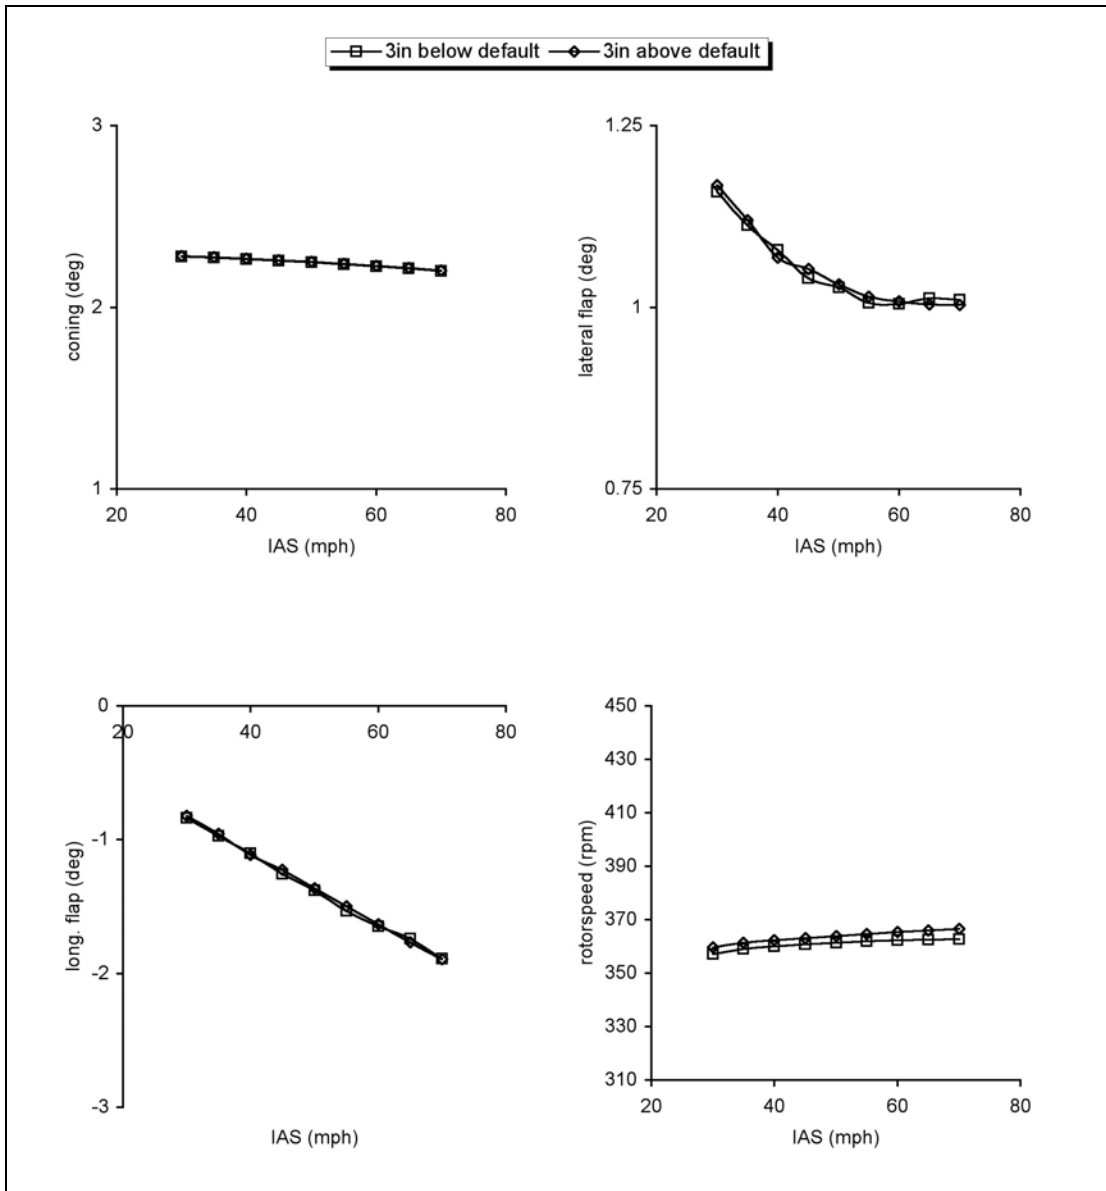 3in below default 3in above default
3
2
1
20 40 60 80
IAS (mph)
coning (deg)
1.25
1
0.75
20 40 60 80
IAS (mph)
lateral flap (deg)
0
20 40 60 80
-1
-2
-3
IAS (mph)
long. flap (deg)
450
430
410
390
370
350
330
310
20 40 60 80
IAS (mph)
rotorspeed (rpm)